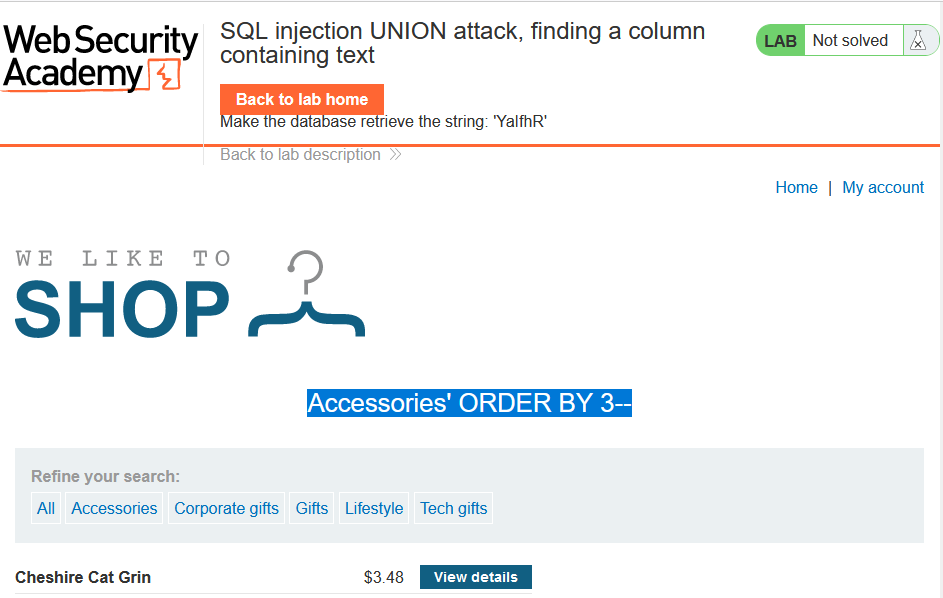 Web Security
Academy
SQL injection UNION attack, finding a column
containing text
LAB Not solved
Back to lab home
Make the database retrieve the string: 'YalfhR'
Back to lab description
Home | My account
WE LIKE TO
SHOP
Accessories' ORDER BY 3--
Refine your search:
All Accessories Corporate gifts Gifts Lifestyle Tech gifts
Cheshire Cat Grin $3.48 View details